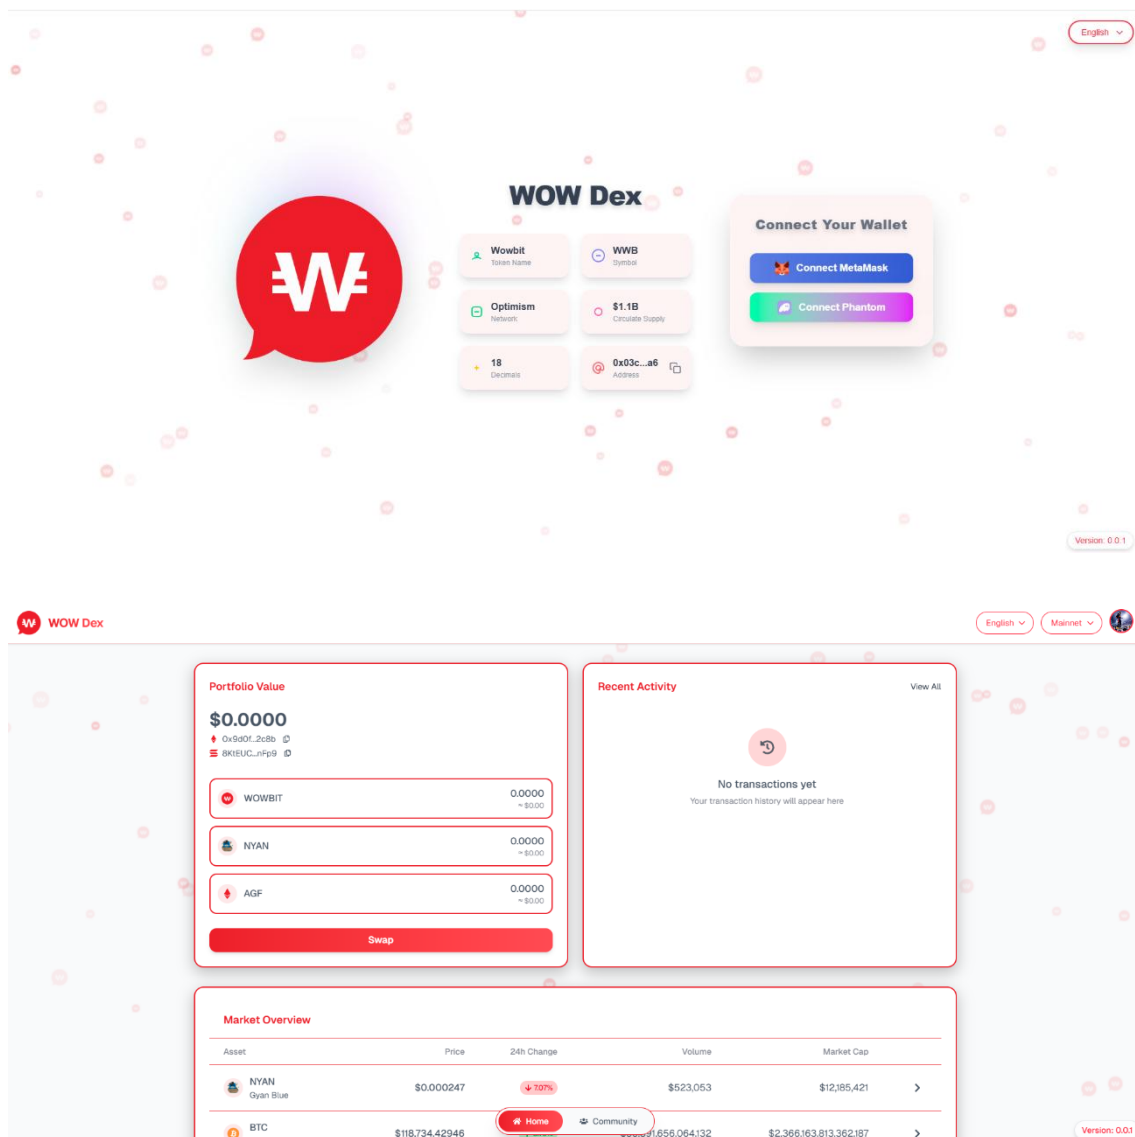 English
WOW Dex
Wowbit
Token Name
WWB
Symbol
Optimism
Network
$1.1B
Circulate Supply
18
Decimals
0x03c...a6
Address
Connect Your Wallet
Connect MetaMask
Connect Phantom
Version: 0.0.1
WOW Dex
English
Mainnet
Portfolio Value
$0.0000
0x9d0f...2c8b
8KtEUC...nFp9
WOWBIT
0.0000
≈ $0.00
NYAN
0.0000
≈ $0.00
AGF
0.0000
≈ $0.00
Swap
Recent Activity
View All
No transactions yet
Your transaction history will appear here
Market Overview
Asset Price 24h Change Volume Market Cap
NYAN
Gyan Blue
$0.000247 7.07% $523,053 $12,185,421
BTC
$118,734.42946 $2,366,163,813,362.187
Home Community
Version: 0.0.1